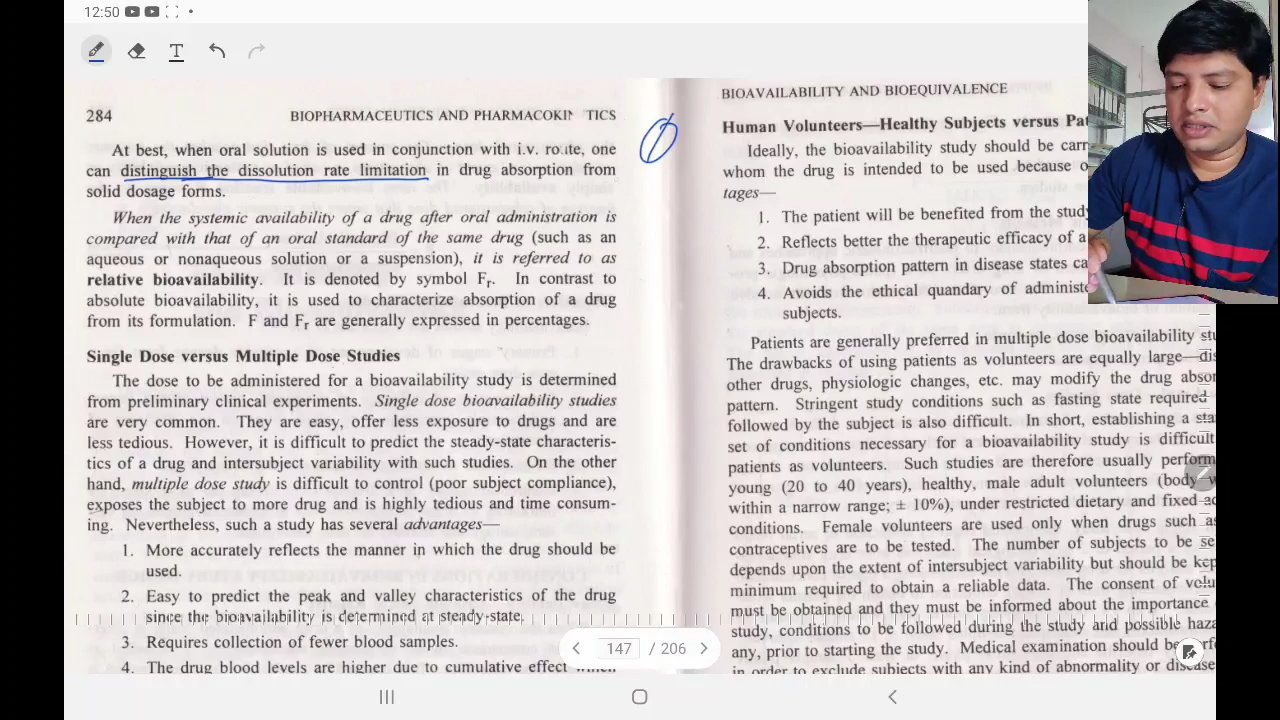 12:50
284 BIOPHARMACEUTICS AND PHARMACOKIN TICS
At best, when oral solution is used in conjunction with i.v. route, one
can distinguish the dissolution rate limitation in drug absorption from
solid dosage forms.
When the systemic availability of a drug after oral administration is
compared with that of an oral standard of the same drug (such as an
aqueous or nonaqueous solution or a suspension), it is referred to as
relative bioavailability. It is denoted by symbol Fr. In contrast to
absolute bioavailability, it is used to characterize absorption of a drug
from its formulation. F and Fr are generally expressed in percentages.
Single Dose versus Multiple Dose Studies
The dose to be administered for a bioavailability study is determined
from preliminary clinical experiments. Single dose bioavailability studies
are very common. They are easy, offer less exposure to drugs and are
less tedious. However, it is difficult to predict the steady-state characteris-
tics of a drug and intersubject variability with such studies. On the other
hand, multiple dose study is difficult to control (poor subject compliance),
exposes the subject to more drug and is highly tedious and time consum-
ing. Nevertheless, such a study has several advantages—
1. More accurately reflects the manner in which the drug should be
used.
2. Easy to predict the peak and valley characteristics of the drug
since the bioavailability is determined at steady-state.
3. Requires collection of fewer blood samples.
4. The drug blood levels are higher due to cumulative effect which
BIOAVAILABILITY AND BIOEQUIVALENCE
Human Volunteers—Healthy Subjects versus Pat
Ideally, the bioavailability study should be carr
whom the drug is intended to be used because o
tages—
1. The patient will be benefited from the study
2. Reflects better the therapeutic efficacy of a
3. Drug absorption pattern in disease states ca
4. Avoids the ethical quandary of administe
subjects.
Patients are generally preferred in multiple dose bioavailability stu
The drawbacks of using patients as volunteers are equally large—dis
other drugs, physiologic changes, etc. may modify the drug absor
pattern. Stringent study conditions such as fasting state required
followed by the subject is also difficult. In short, establishing a sta
set of conditions necessary for a bioavailability study is difficult
patients as volunteers. Such studies are therefore usually perform
young (20 to 40 years), healthy, male adult volunteers (body w
within a narrow range; ± 10%), under restricted dietary and fixed ac
conditions. Female volunteers are used only when drugs such as
contraceptives are to be tested. The number of subjects to be se
depends upon the extent of intersubject variability but should be kep
minimum required to obtain a reliable data. The consent of volu
must be obtained and they must be informed about the importance
study, conditions to be followed during the study and possible haza
any, prior to starting the study. Medical examination should be perfo
in order to exclude subjects with any kind of abnormality or disease
147 / 206